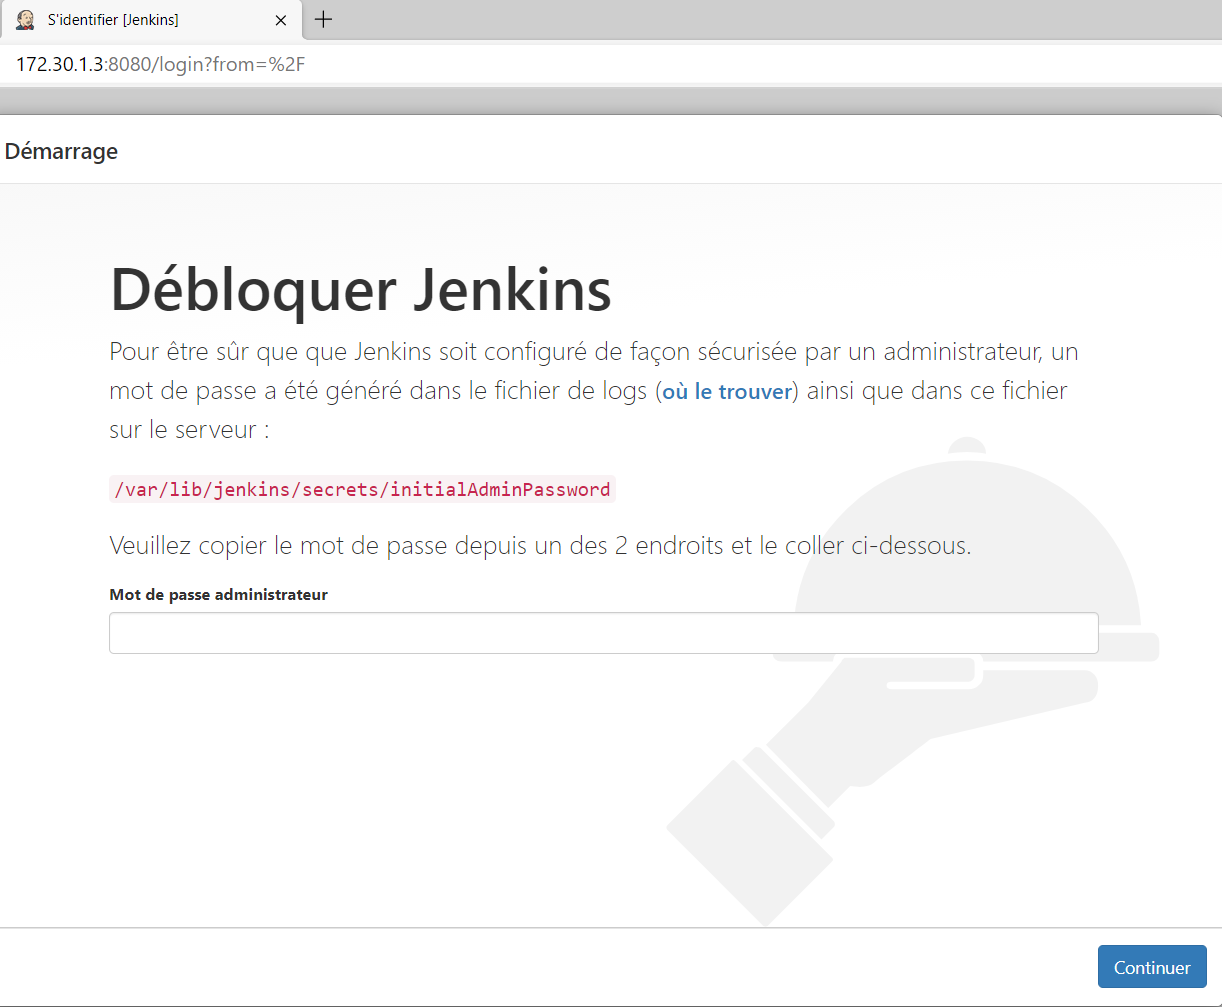 S'identifier [Jenkins]
172.30.1.3:8080/login?from=%2F
Démarrage
Débloquer Jenkins
Pour être sûr que que Jenkins soit configuré de façon sécurisée par un administrateur, un
mot de passe a été généré dans le fichier de logs (où le trouver) ainsi que dans ce fichier
sur le serveur :
/var/lib/jenkins/secrets/initialAdminPassword
Veuillez copier le mot de passe depuis un des 2 endroits et le coller ci-dessous.
Mot de passe administrateur
Continuer